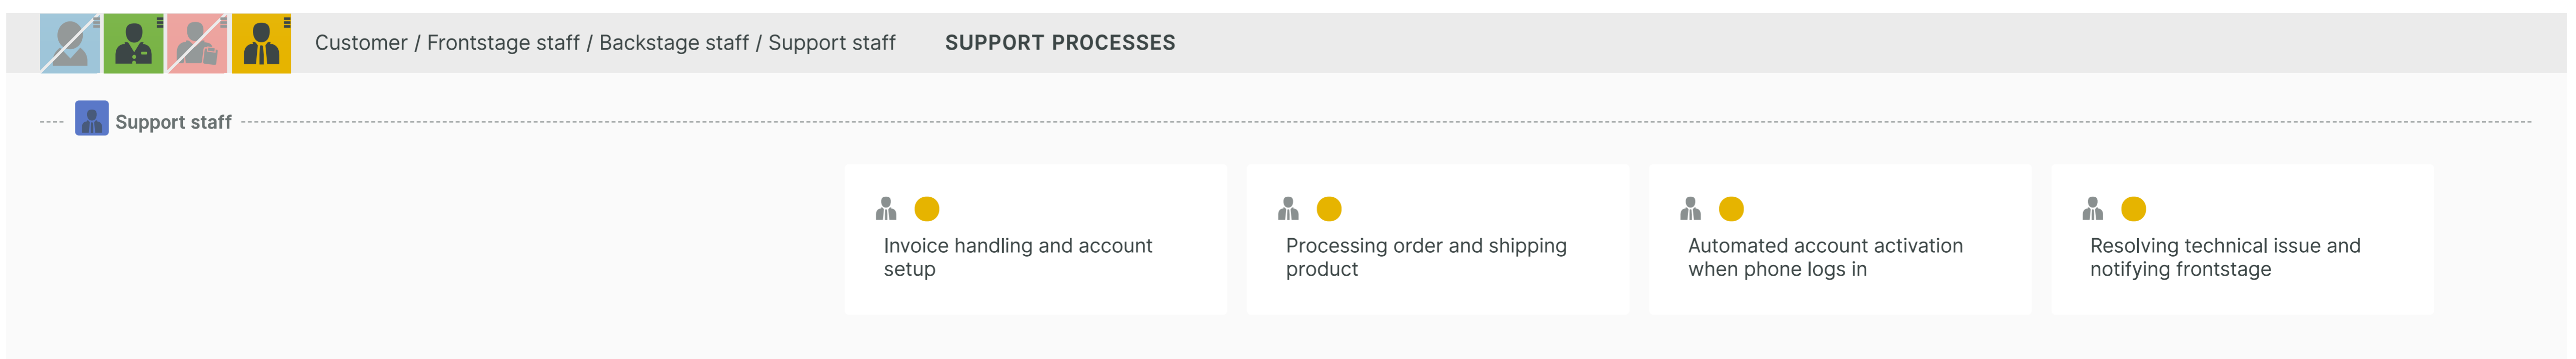 Customer / Frontstage staff / Backstage staff / Support staff SUPPORT PROCESSES
Support staff
Invoice handling and account
setup
Processing order and shipping
product
Automated account activation
when phone logs in
Resolving technical issue and
notifying frontstage